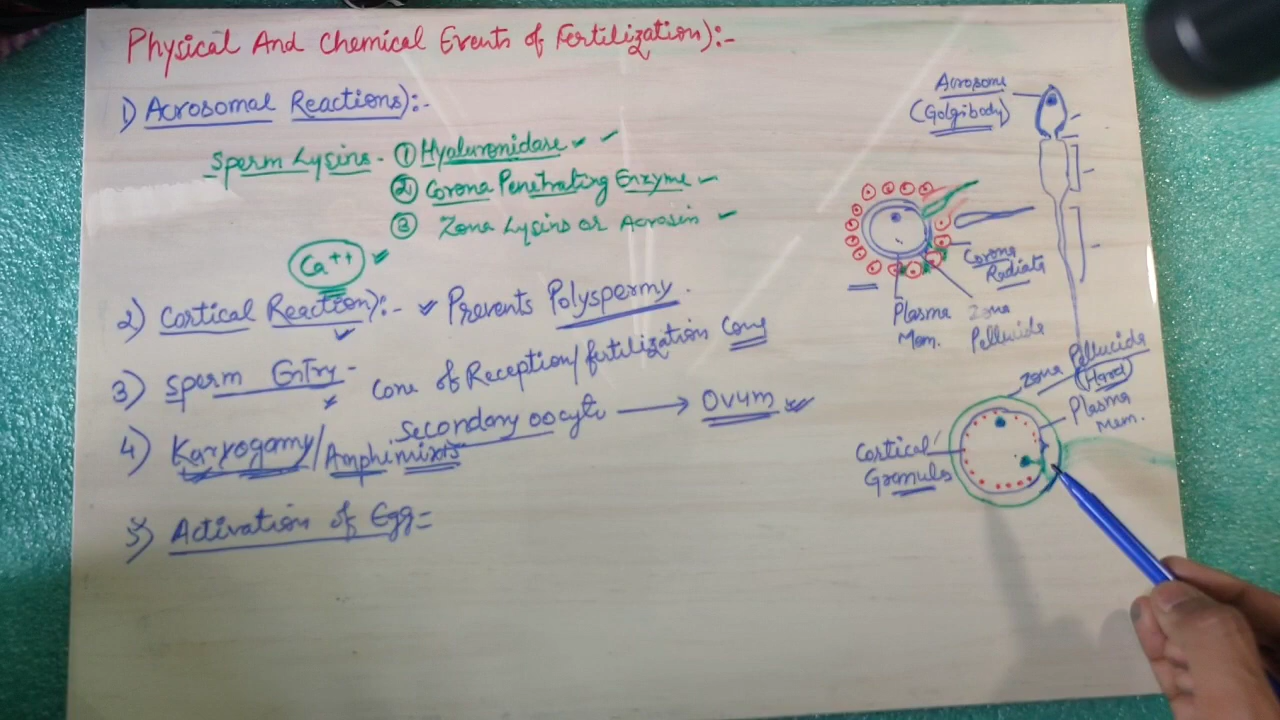 Physical And Chemical Events of Fertilization):-
1) Acrosomal Reactions):-
Sperm Lysins - ① Hyaluronidase
② Corona Penetrating Enzyme
③ Zona Lysins or Acrosin
Ca++
2) Cortical Reaction):- Prevents Polyspermy.
3) Sperm Entry - Cone of Reception/fertilization Cone
secondary oocyte → Ovum
4) Karyogamy/Amphimixis
5) Activation of Egg=
Acrosome
(Golgibody)
Corona
Radiate
Plasma
Mem.
Zona
Pellucida
Zona Pellucida
(Hard)
Plasma
Mem.
Cortical
Granules